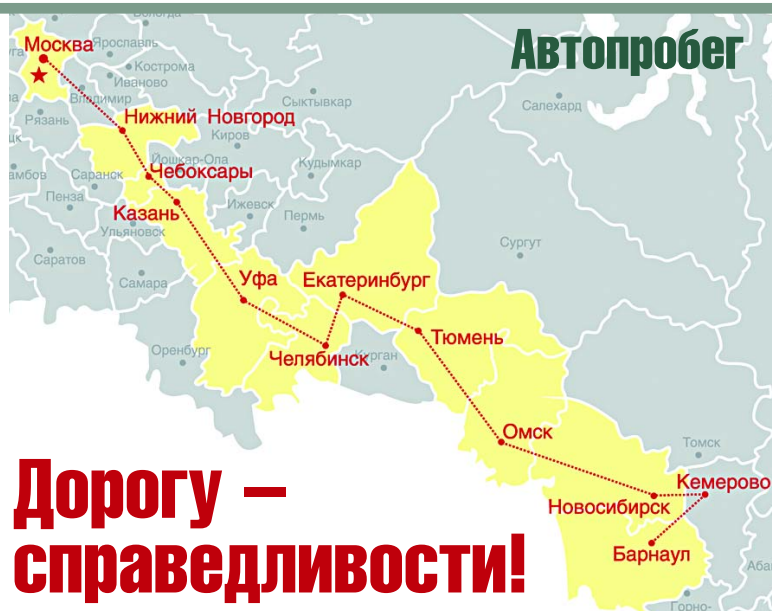 Автопробег
Москва
Ярославль
Кострома
Иваново
Владимир
Рязань
Нижний Новгород
Киров
Сыктывкар
Салехард
Йошкар-Ола
Чебоксары
Саранск
Пенза
Казань
Ульяновск
Ижевск
Кудымкар
Пермь
Саратов
Самара
Сургут
Уфа
Екатеринбург
Оренбург
Челябинск
Курган
Тюмень
Омск
Томск
Кемерово
Новосибирск
Барнаул
Дорогу –
справедливости!